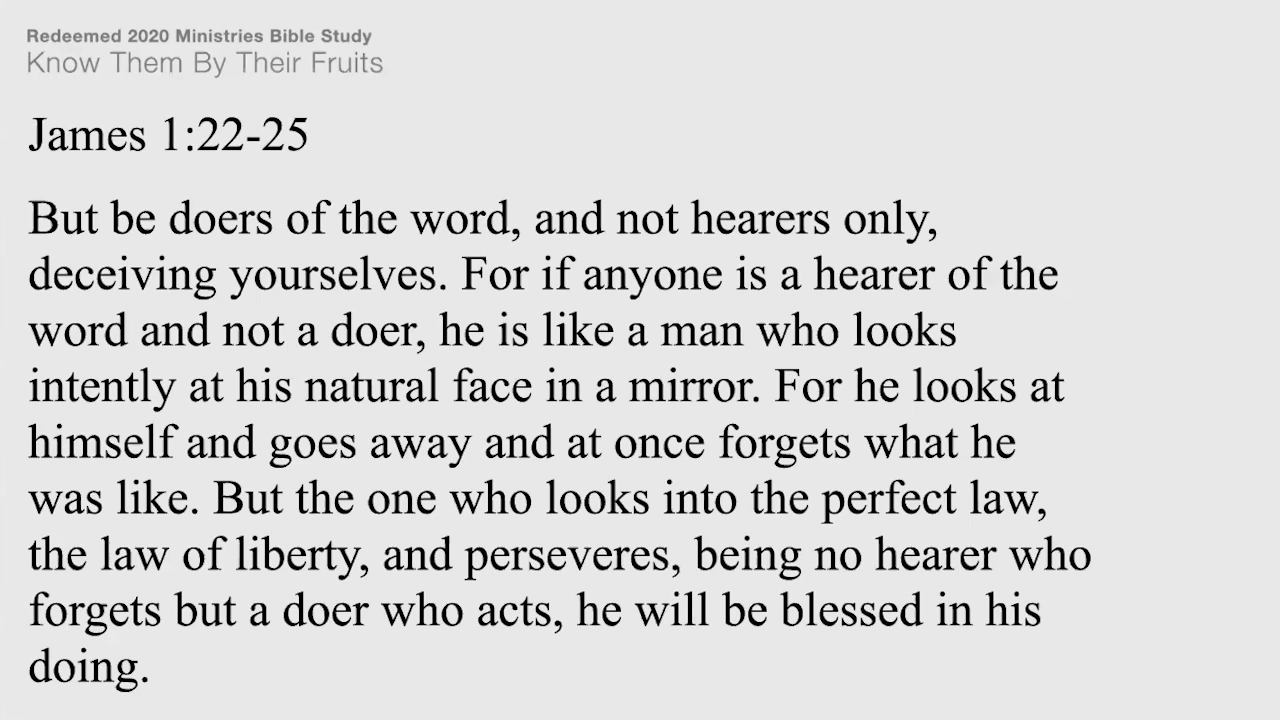 Redeemed 2020 Ministries Bible Study
Know Them By Their Fruits
James 1:22-25
But be doers of the word, and not hearers only,
deceiving yourselves. For if anyone is a hearer of the
word and not a doer, he is like a man who looks
intently at his natural face in a mirror. For he looks at
himself and goes away and at once forgets what he
was like. But the one who looks into the perfect law,
the law of liberty, and perseveres, being no hearer who
forgets but a doer who acts, he will be blessed in his
doing.